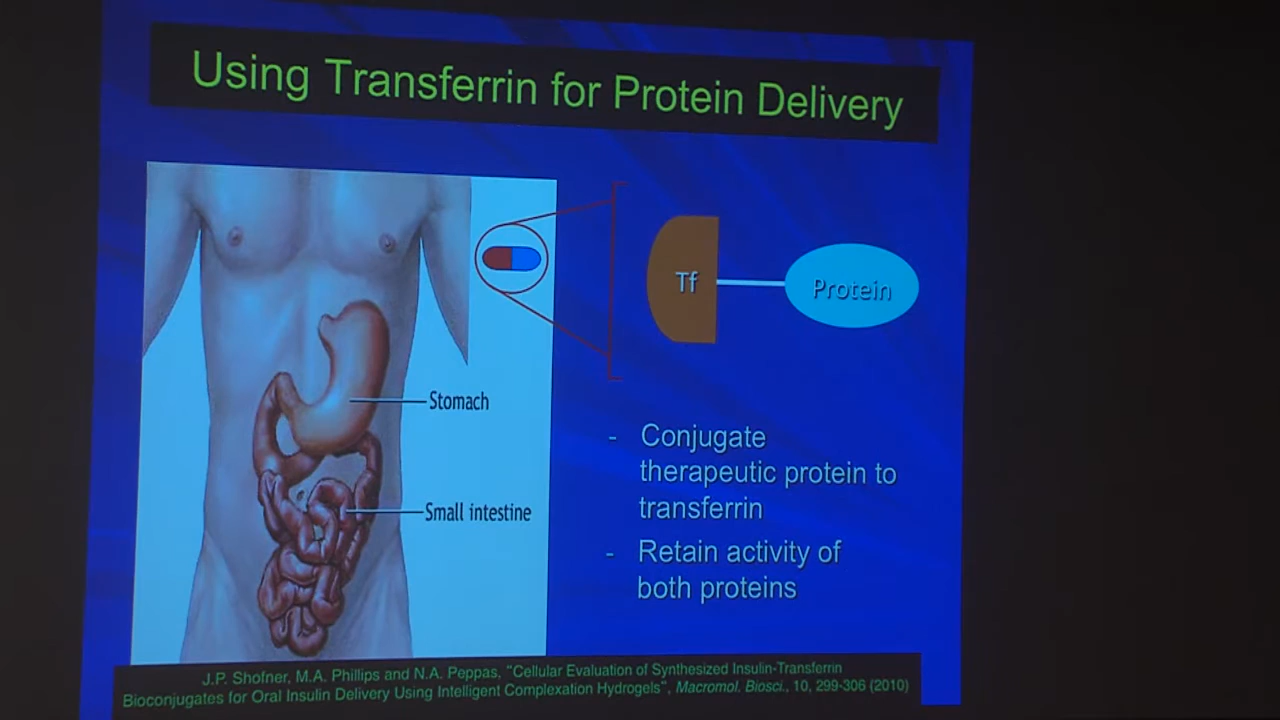 Using Transferrin for Protein Delivery
Tf
Protein
Stomach
Small intestine
- Conjugate
therapeutic protein to
transferrin
- Retain activity of
both proteins
J.P. Shofner, M.A. Phillips and N.A. Peppas, "Cellular Evaluation of Synthesized Insulin-Transferrin
Bioconjugates for Oral Insulin Delivery Using Intelligent Complexation Hydrogels", Macromol. Biosci., 10, 299-306 (2010)